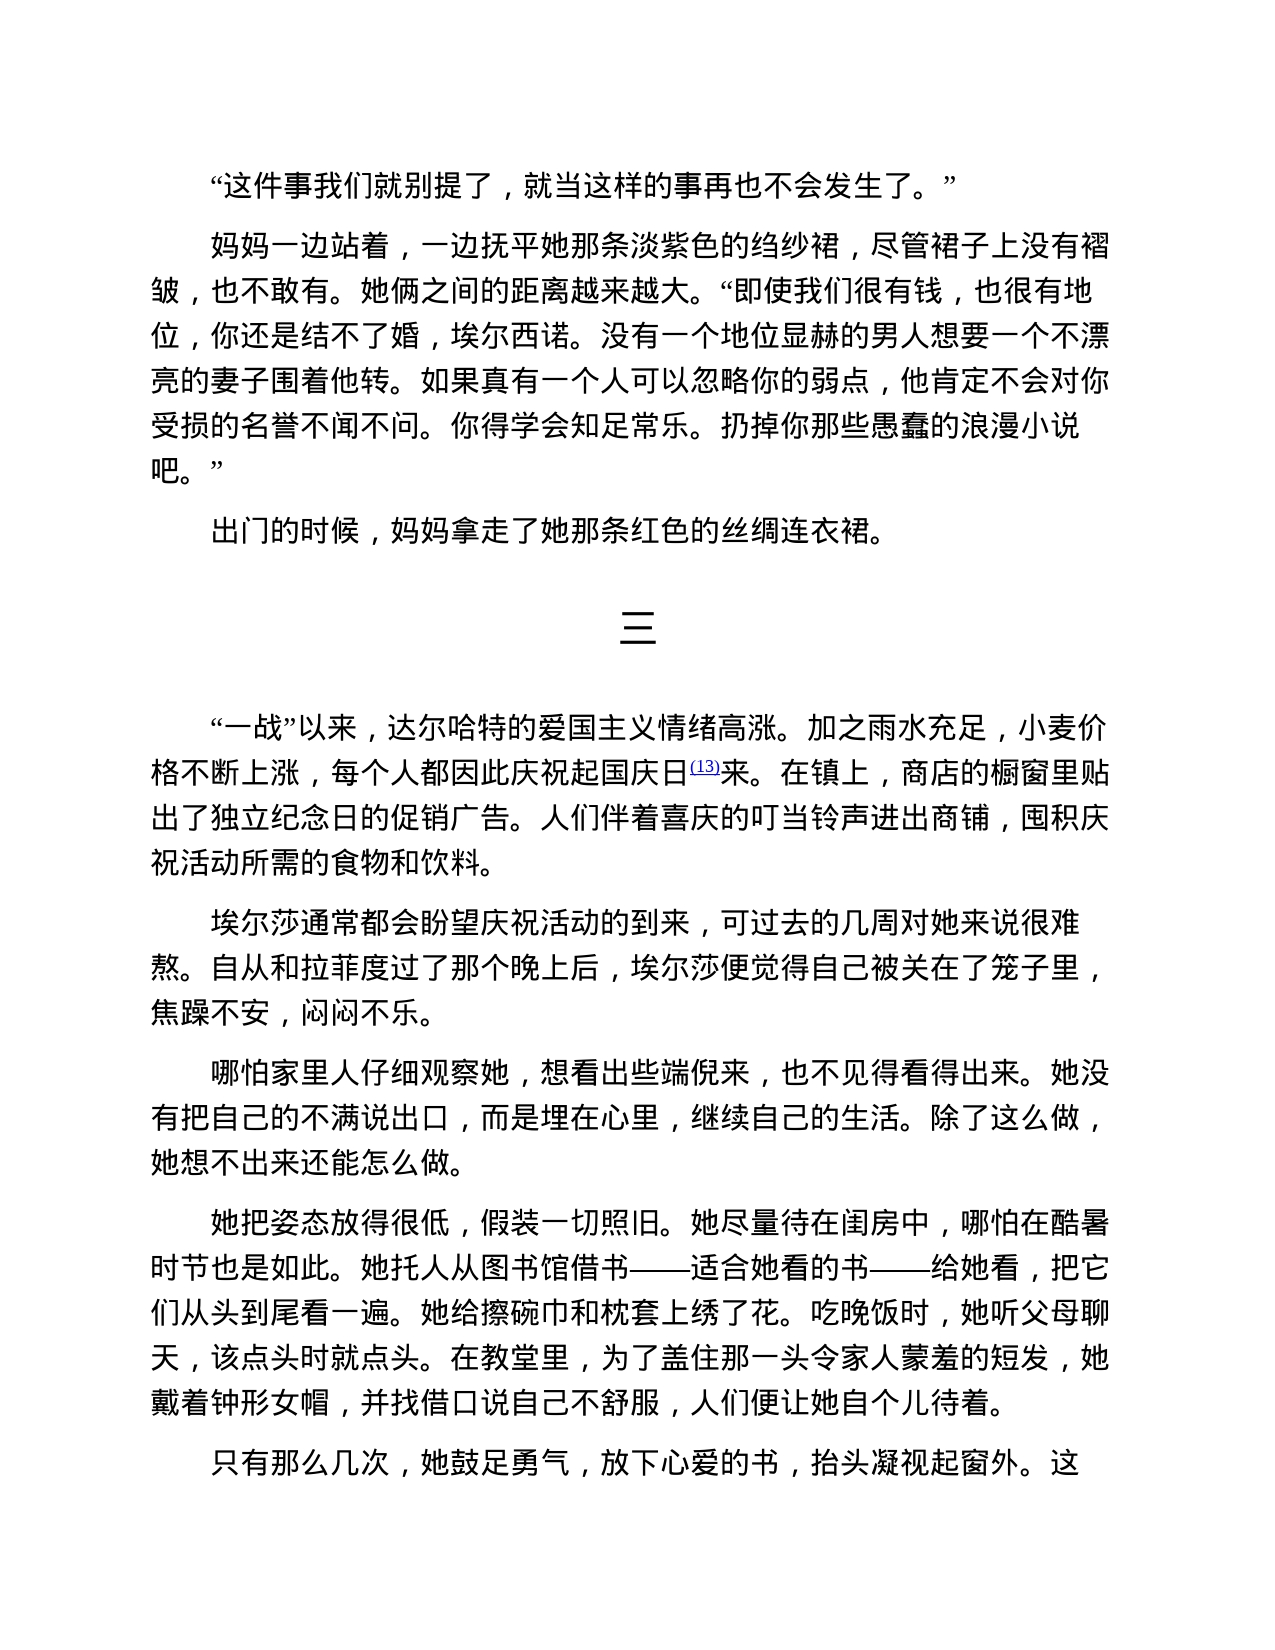 “这件事我们就别提了，就当这样的事再也不会发生了。”
妈妈一边站着，一边抚平她那条淡紫色的绉纱裙，尽管裙子上没有褶
皱，也不敢有。她俩之间的距离越来越大。“即使我们很有钱，也很有地
位，你还是结不了婚，埃尔西诺。没有一个地位显赫的男人想要一个不漂
亮的妻子围着他转。如果真有一个人可以忽略你的弱点，他肯定不会对你
受损的名誉不闻不问。你得学会知足常乐。扔掉你那些愚蠢的浪漫小说
吧。”
出门的时候，妈妈拿走了她那条红色的丝绸连衣裙。
三
“一战”以来，达尔哈特的爱国主义情绪高涨。加之雨水充足，小麦价
格不断上涨，每个人都因此庆祝起国庆日(13)来。在镇上，商店的橱窗里贴
出了独立纪念日的促销广告。人们伴着喜庆的叮当铃声进出商铺，囤积庆
祝活动所需的食物和饮料。
埃尔莎通常都会盼望庆祝活动的到来，可过去的几周对她来说很难
熬。自从和拉菲度过了那个晚上后，埃尔莎便觉得自己被关在了笼子里，
焦躁不安，闷闷不乐。
哪怕家里人仔细观察她，想看出些端倪来，也不见得看得出来。她没
有把自己的不满说出口，而是埋在心里，继续自己的生活。除了这么做，
她想不出来还能怎么做。
她把姿态放得很低，假装一切照旧。她尽量待在闺房中，哪怕在酷暑
时节也是如此。她托人从图书馆借书——适合她看的书——给她看，把它
们从头到尾看一遍。她给擦碗巾和枕套上绣了花。吃晚饭时，她听父母聊
天，该点头时就点头。在教堂里，为了盖住那一头令家人蒙羞的短发，她
戴着钟形女帽，并找借口说自己不舒服，人们便让她自个儿待着。
只有那么几次，她鼓足勇气，放下心爱的书，抬头凝视起窗外。这